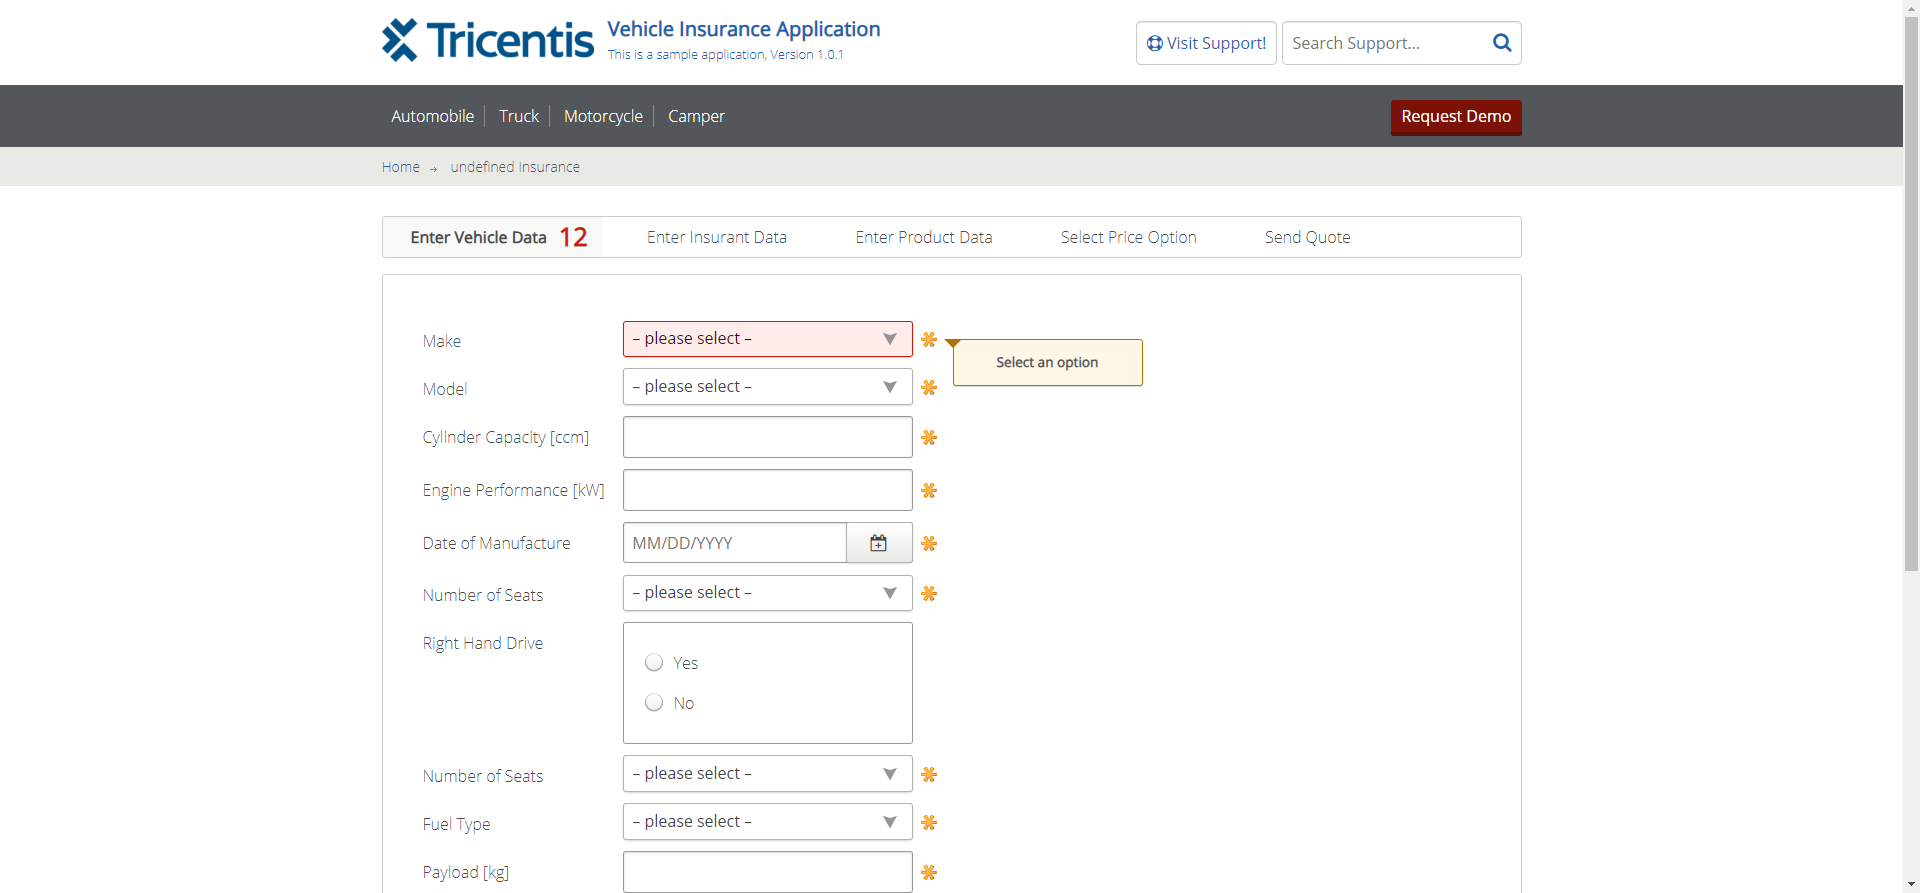 Tricentis
Vehicle Insurance Application
This is a sample application, Version 1.0.1
Visit Support!
Search Support...
Automobile
Truck
Motorcycle
Camper
Request Demo
Home → undefined Insurance
Enter Vehicle Data 12
Enter Insurant Data
Enter Product Data
Select Price Option
Send Quote
Make
– please select –
Select an option
Model
– please select –
Cylinder Capacity [ccm]
Engine Performance [kW]
Date of Manufacture
MM/DD/YYYY
Number of Seats
– please select –
Right Hand Drive
Yes
No
Number of Seats
– please select –
Fuel Type
– please select –
Payload [kg]